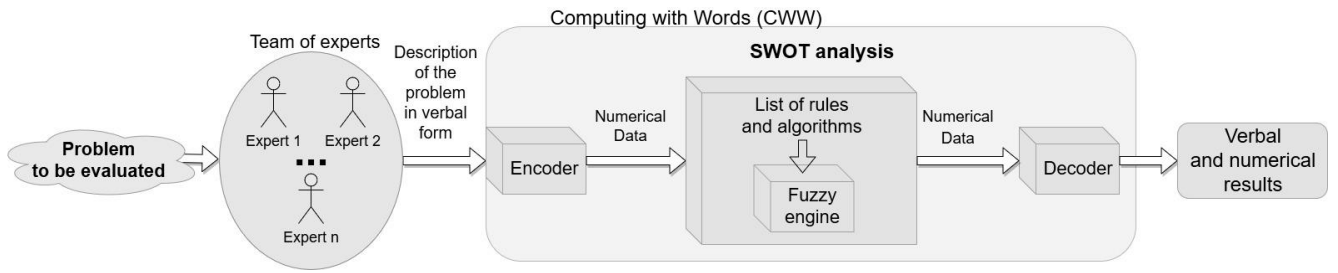 Computing with Words (CWW)
Team of experts
Description
of the
problem
in verbal
form
SWOT analysis
Problem
to be evaluated
Expert 1
Expert 2
...
Expert n
Encoder
Numerical
Data
List of rules
and algorithms
Fuzzy
engine
Numerical
Data
Decoder
Verbal
and numerical
results